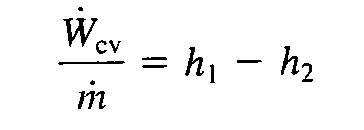 Ẇcv / ṁ = h₁ − h₂